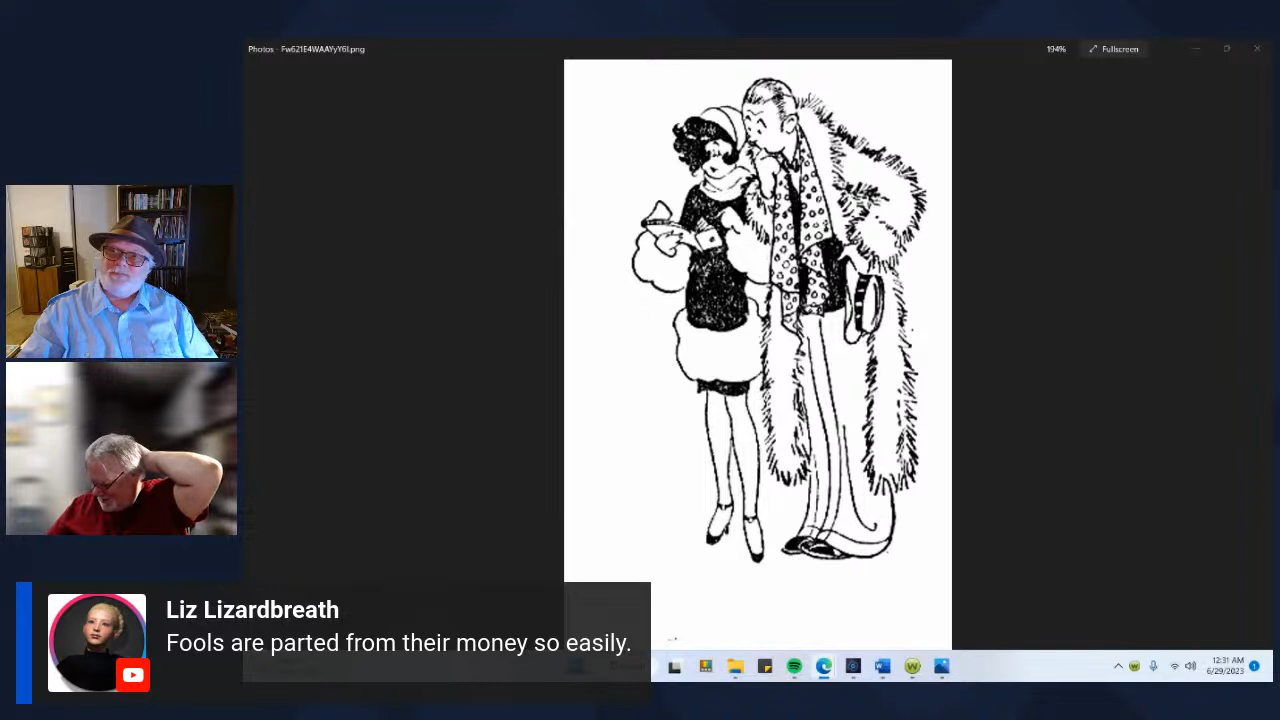 Photos - Fw621E4WAAYyY6l.png
194%
Fullscreen
Liz Lizardbreath
Fools are parted from their money so easily.
12:31 AM
6/29/2023